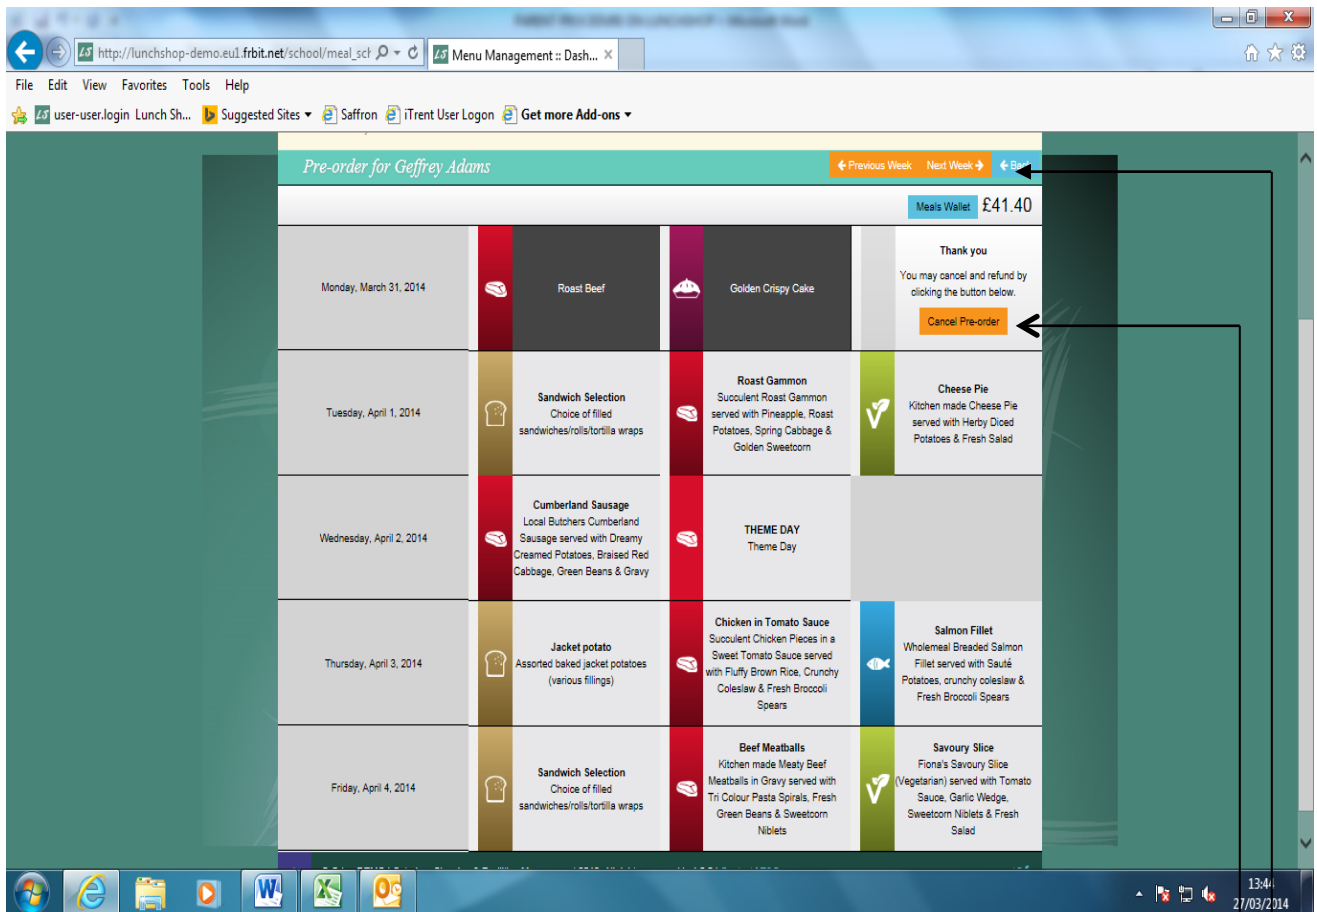 PARENT PROCEDURE ON LUNCHSHOP - Microsoft Word
http://lunchshop-demo.eu1.frbit.net/school/meal_scl
Menu Management :: Dash...
File Edit View Favorites Tools Help
user-user.login Lunch Sh... Suggested Sites Saffron iTrent User Logon Get more Add-ons
Pre-order for Geffrey Adams
Previous Week Next Week Back
Meals Wallet £41.40
Monday, March 31, 2014
Roast Beef
Golden Crispy Cake
Thank you
You may cancel and refund by
clicking the button below.
Cancel Pre-order
Tuesday, April 1, 2014
Sandwich Selection
Choice of filled
sandwiches/rolls/tortilla wraps
Roast Gammon
Succulent Roast Gammon
served with Pineapple, Roast
Potatoes, Spring Cabbage &
Golden Sweetcorn
Cheese Pie
Kitchen made Cheese Pie
served with Herby Diced
Potatoes & Fresh Salad
Wednesday, April 2, 2014
Cumberland Sausage
Local Butchers Cumberland
Sausage served with Dreamy
Creamed Potatoes, Braised Red
Cabbage, Green Beans & Gravy
THEME DAY
Theme Day
Thursday, April 3, 2014
Jacket potato
Assorted baked jacket potatoes
(various fillings)
Chicken in Tomato Sauce
Succulent Chicken Pieces in a
Sweet Tomato Sauce served
with Fluffy Brown Rice, Crunchy
Coleslaw & Fresh Broccoli
Spears
Salmon Fillet
Wholemeal Breaded Salmon
Fillet served with Sauté
Potatoes, crunchy coleslaw &
Fresh Broccoli Spears
Friday, April 4, 2014
Sandwich Selection
Choice of filled
sandwiches/rolls/tortilla wraps
Beef Meatballs
Kitchen made Meaty Beef
Meatballs in Gravy served with
Tri Colour Pasta Spirals, Fresh
Green Beans & Sweetcorn
Niblets
Savoury Slice
Fiona's Savoury Slice
(Vegetarian) served with Tomato
Sauce, Garlic Wedge,
Sweetcorn Niblets & Fresh
Salad
13:44
27/03/2014